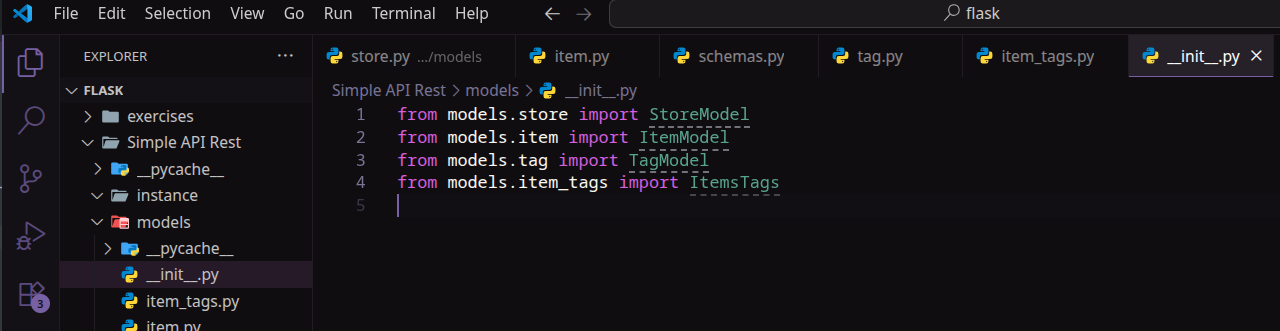 File Edit Selection View Go Run Terminal Help
flask
EXPLORER ...
store.py .../models item.py schemas.py tag.py item_tags.py __init__.py
Simple API Rest > models > __init__.py
FLASK
exercises
Simple API Rest
__pycache__
instance
models
__pycache__
__init__.py
item_tags.py
item.py
3
1 from models.store import StoreModel
2 from models.item import ItemModel
3 from models.tag import TagModel
4 from models.item_tags import ItemsTags
5